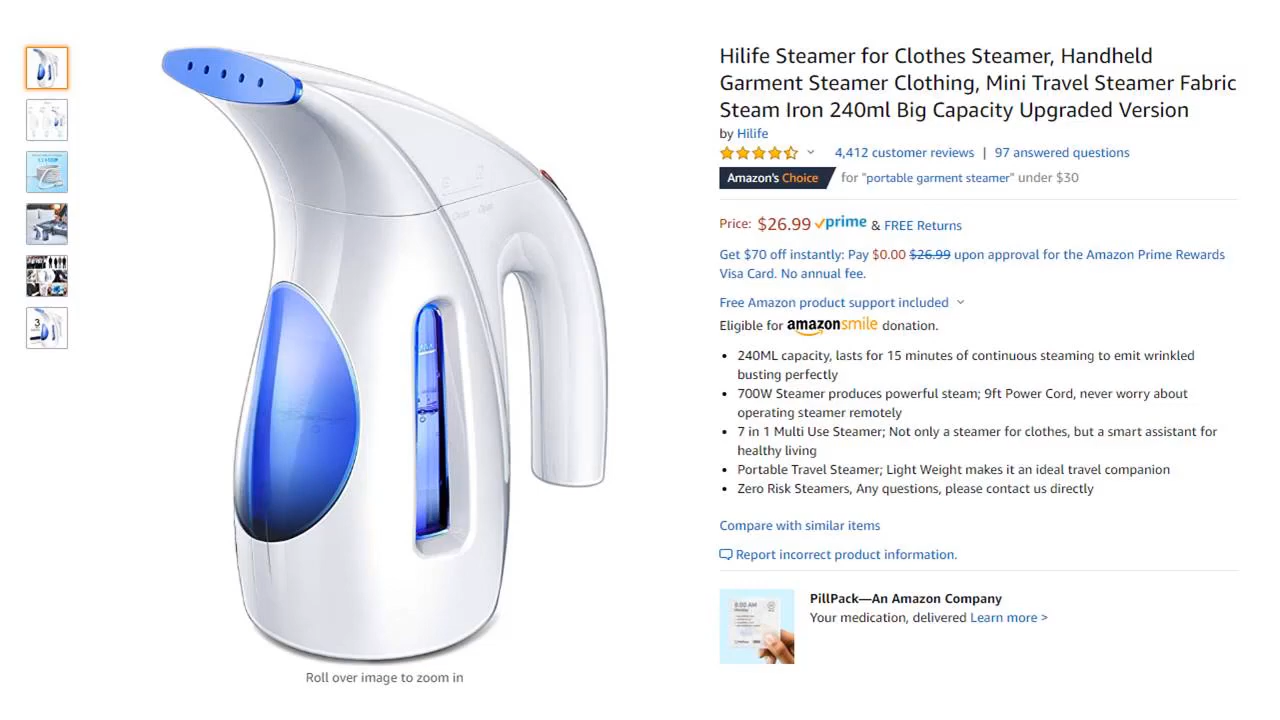 Hilife Steamer for Clothes Steamer, Handheld
Garment Steamer Clothing, Mini Travel Steamer Fabric
Steam Iron 240ml Big Capacity Upgraded Version
by Hilife
4,412 customer reviews | 97 answered questions
Amazon's Choice for "portable garment steamer" under $30
Price: $26.99 prime & FREE Returns
Get $70 off instantly: Pay $0.00 $26.99 upon approval for the Amazon Prime Rewards
Visa Card. No annual fee.
Free Amazon product support included
Eligible for amazonsmile donation.
• 240ML capacity, lasts for 15 minutes of continuous steaming to emit wrinkled
busting perfectly
• 700W Steamer produces powerful steam; 9ft Power Cord, never worry about
operating steamer remotely
• 7 in 1 Multi Use Steamer; Not only a steamer for clothes, but a smart assistant for
healthy living
• Portable Travel Steamer; Light Weight makes it an ideal travel companion
• Zero Risk Steamers, Any questions, please contact us directly
Compare with similar items
Report incorrect product information.
PillPack—An Amazon Company
Your medication, delivered Learn more >
8:00 AM
MAX
Roll over image to zoom in